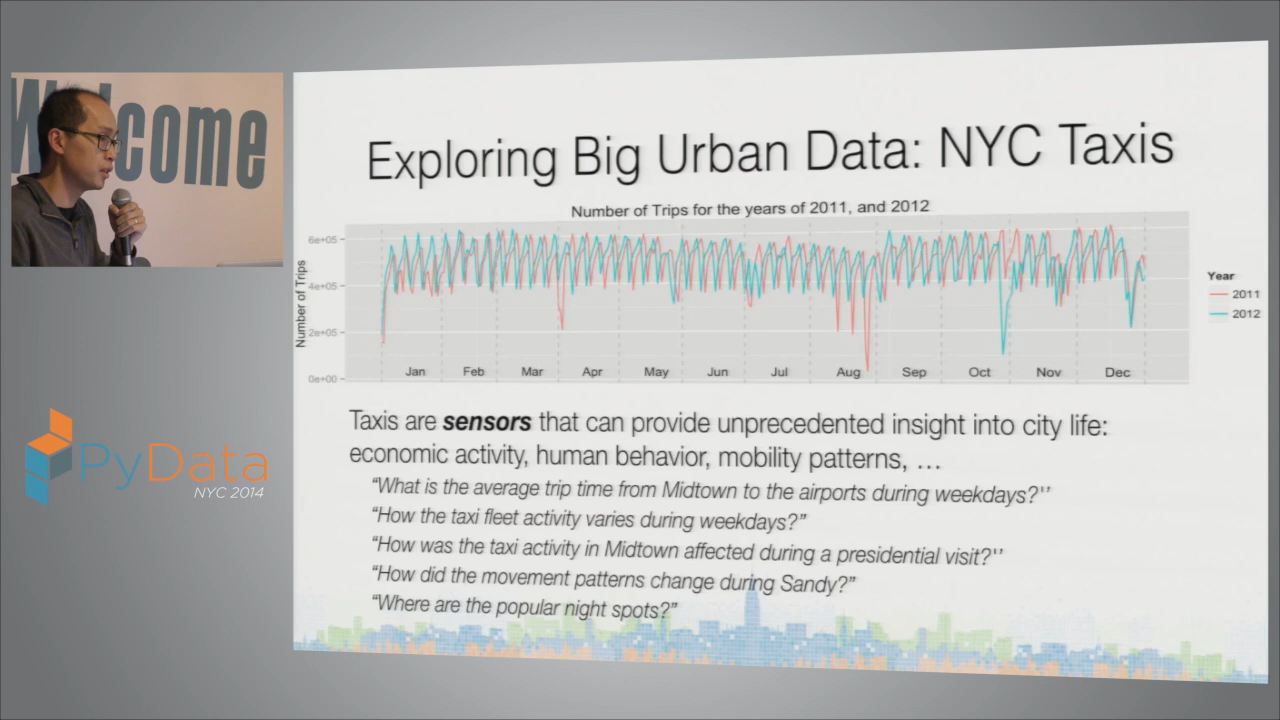 Welcome
Exploring Big Urban Data: NYC Taxis
Number of Trips for the years of 2011, and 2012
Number of Trips
6e+05
4e+05
2e+05
0e+00
Jan Feb Mar Apr May Jun Jul Aug Sep Oct Nov Dec
Year
2011
2012
Taxis are sensors that can provide unprecedented insight into city life:
economic activity, human behavior, mobility patterns, …
“What is the average trip time from Midtown to the airports during weekdays?''
“How the taxi fleet activity varies during weekdays?”
“How was the taxi activity in Midtown affected during a presidential visit?''
“How did the movement patterns change during Sandy?”
“Where are the popular night spots?”
PyData
NYC 2014